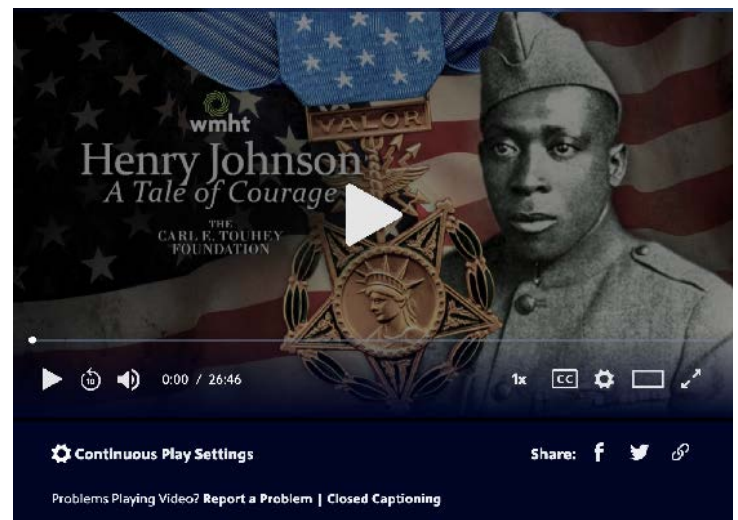 wmht
VALOR
Henry Johnson
A Tale of Courage
THE
CARL E. TOUHEY
FOUNDATION
10
0:00 / 26:46
1x
CC
Continuous Play Settings
Share:
Problems Playing Video? Report a Problem | Closed Captioning